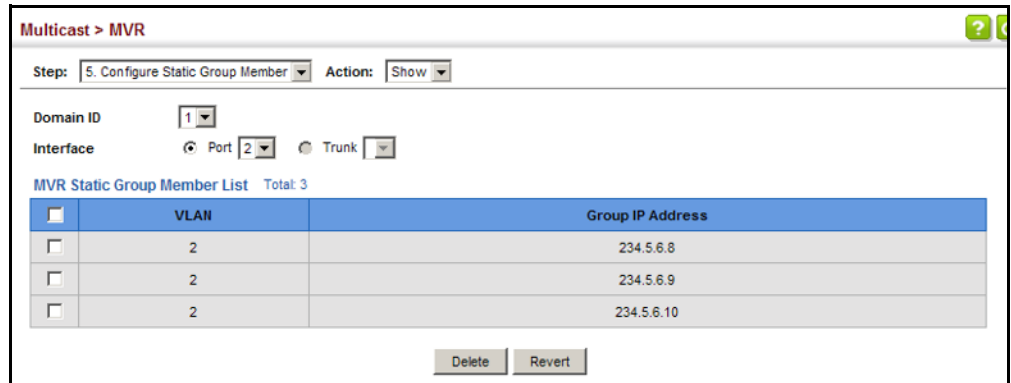 Multicast > MVR ?
Step: 5. Configure Static Group Member Action: Show
Domain ID 1
Interface Port 2 Trunk
MVR Static Group Member List Total: 3
VLAN Group IP Address
2 234.5.6.8
2 234.5.6.9
2 234.5.6.10
Delete Revert